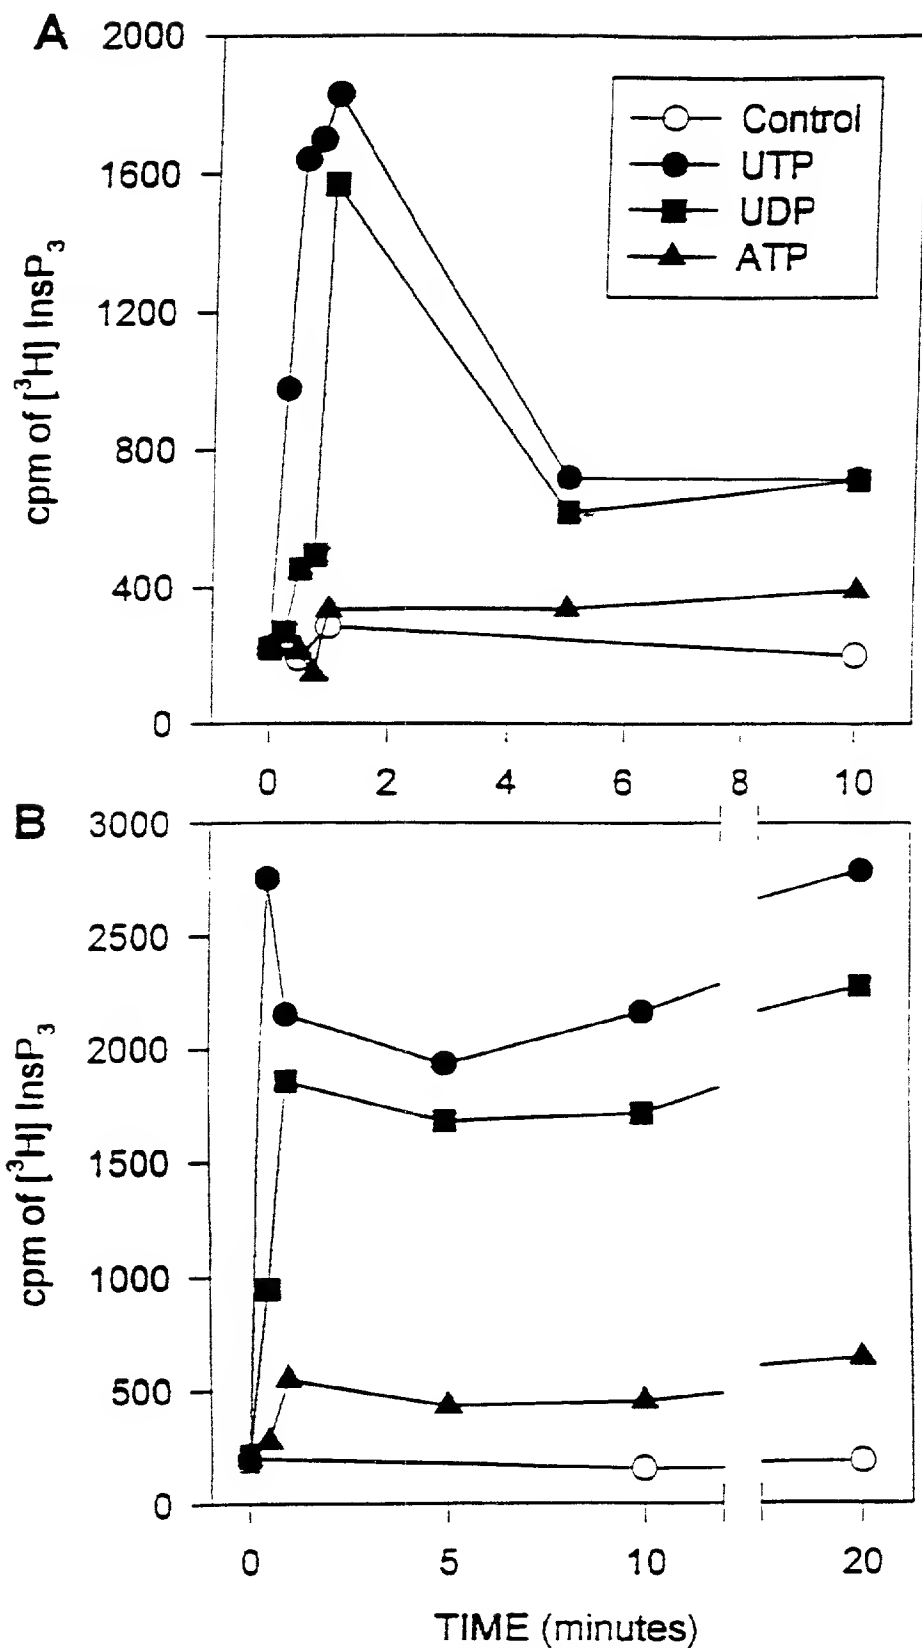 A
2000
1600
1200
800
400
0
cpm of [³H] InsP₃
Control
UTP
UDP
ATP
0 2 4 6 8 10
B
3000
2500
2000
1500
1000
500
0
cpm of [³H] InsP₃
0 5 10 20
TIME (minutes)